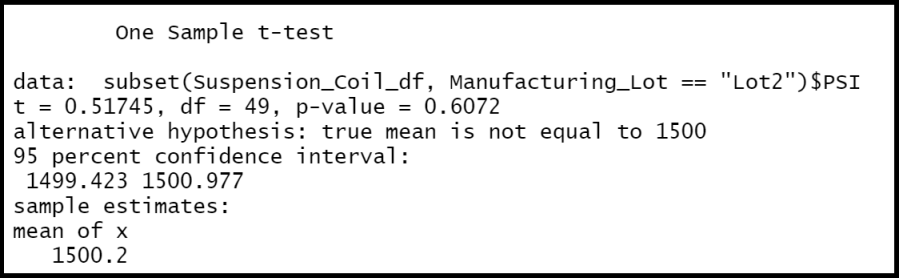 One Sample t-test
data:  subset(Suspension_Coil_df, Manufacturing_Lot == "Lot2")$PSI
t = 0.51745, df = 49, p-value = 0.6072
alternative hypothesis: true mean is not equal to 1500
95 percent confidence interval:
1499.423 1500.977
sample estimates:
mean of x
1500.2